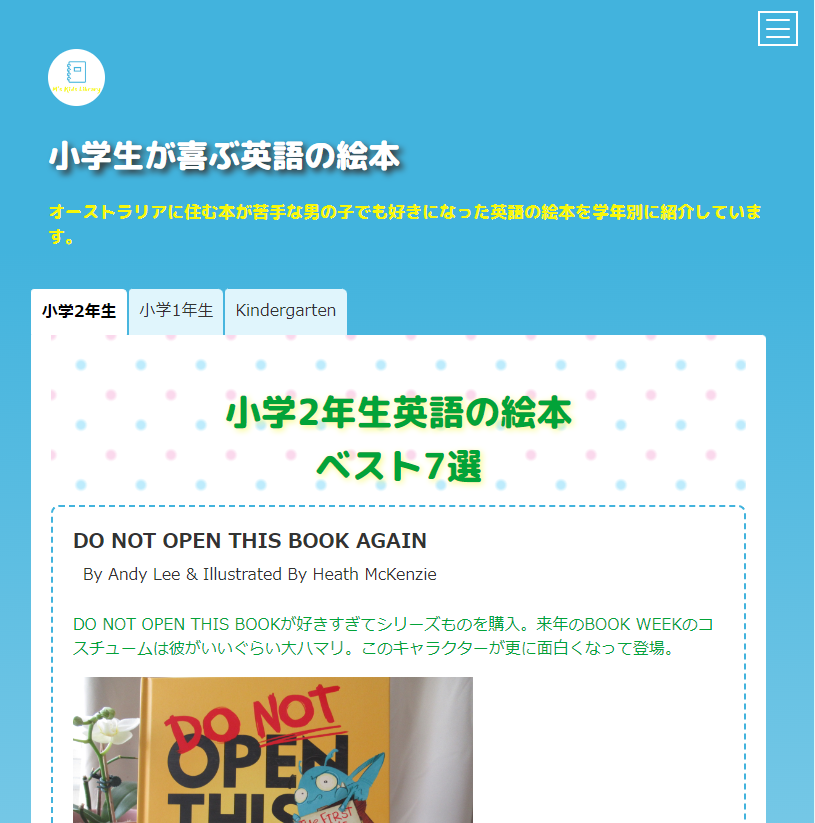 小学生が喜ぶ英語の絵本
オーストラリアに住む本が苦手な男の子でも好きになった英語の絵本を学年別に紹介していま
す。
小学2年生 小学1年生 Kindergarten
小学2年生英語の絵本
ベスト7選
DO NOT OPEN THIS BOOK AGAIN
By Andy Lee & Illustrated By Heath McKenzie
DO NOT OPEN THIS BOOKが好きすぎてシリーズものを購入。来年のBOOK WEEKのコ
スチュームは彼がいいぐらい大ハマリ。このキャラクターが更に面白くなって登場。
DO NOT
OPEN
THIS
FIRST